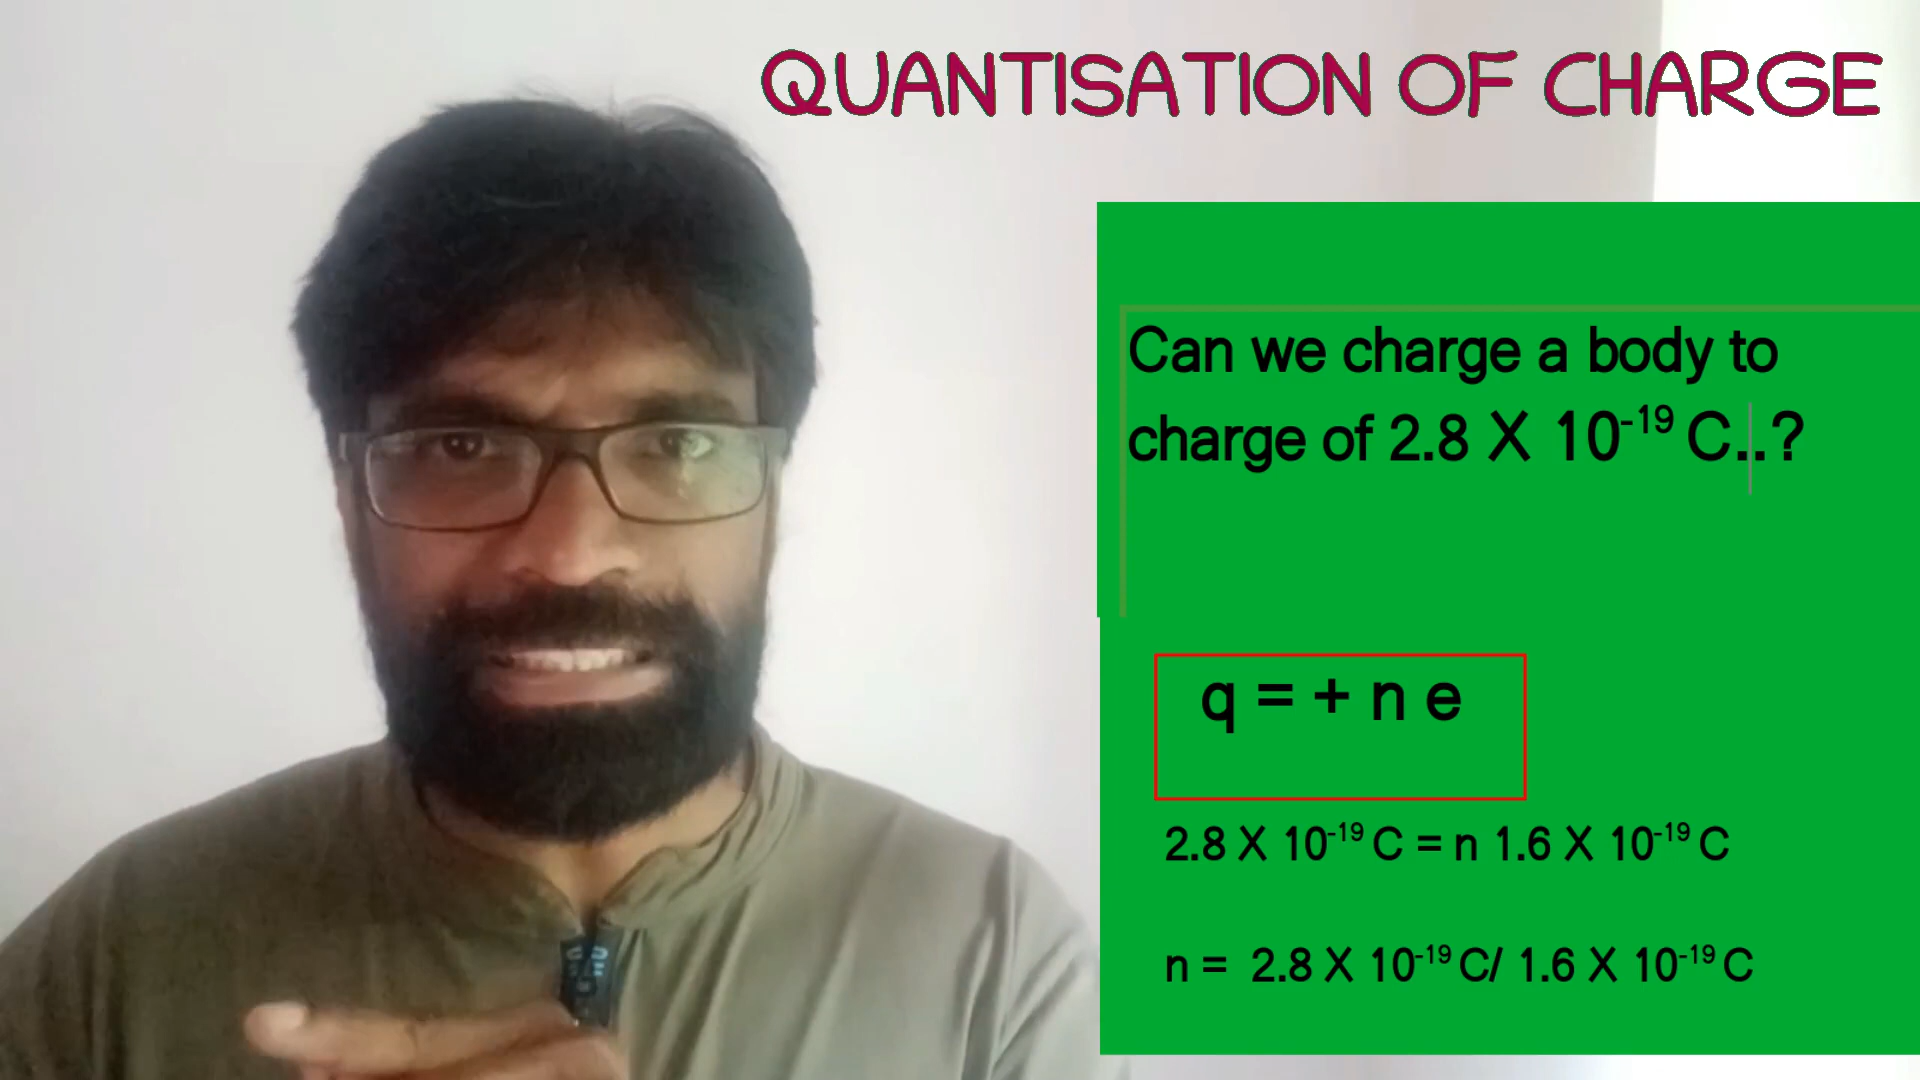 QUANTISATION OF CHARGE
Can we charge a body to
charge of 2.8 X 10⁻¹⁹ C..?
q = + n e
2.8 X 10⁻¹⁹ C = n 1.6 X 10⁻¹⁹ C
n = 2.8 X 10⁻¹⁹ C/ 1.6 X 10⁻¹⁹ C